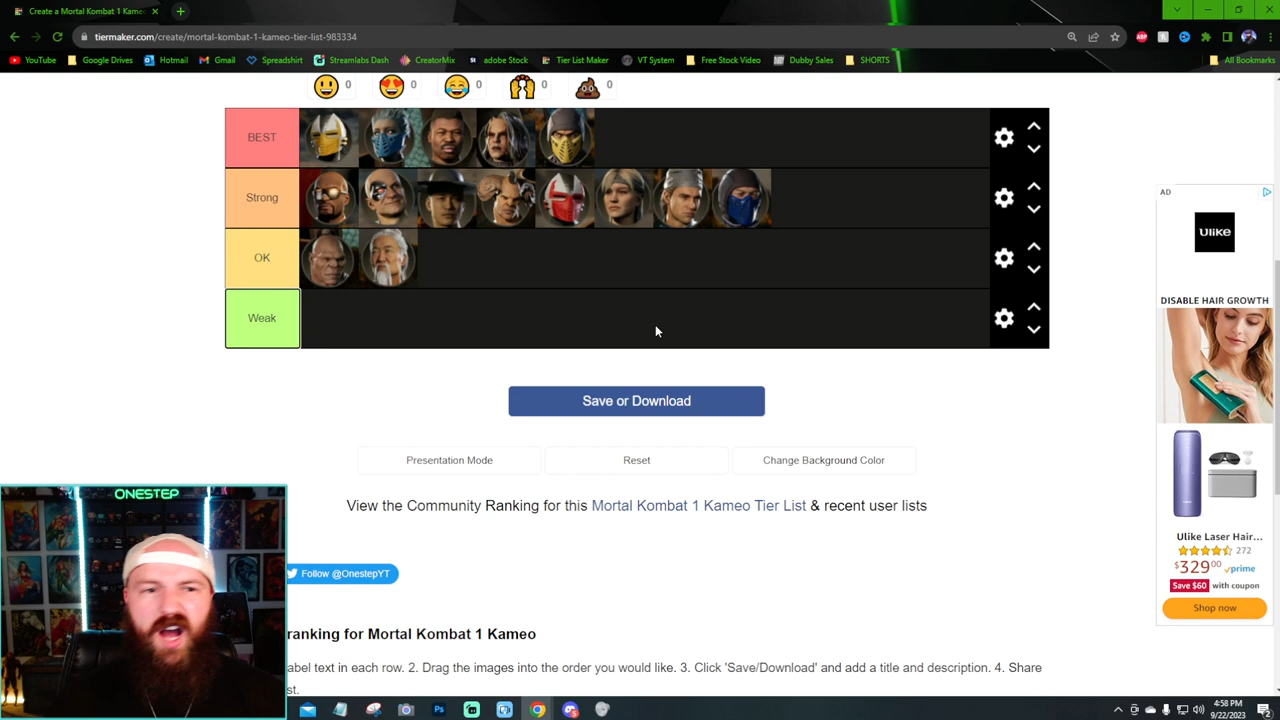 Create a Mortal Kombat 1 Kame
tiermaker.com/create/mortal-kombat-1-kameo-tier-list-983334
YouTube Google Drives Hotmail Gmail Spreadshirt Streamlabs Dash CreatorMix adobe Stock Tier List Maker VT System Free Stock Video Dubby Sales SHORTS All Bookmarks
0 0 0 0 0
BEST
Strong
OK
Weak
Save or Download
Presentation Mode Reset Change Background Color
View the Community Ranking for this Mortal Kombat 1 Kameo Tier List & recent user lists
Follow @OnestepYT
ranking for Mortal Kombat 1 Kameo
abel text in each row. 2. Drag the images into the order you would like. 3. Click 'Save/Download' and add a title and description. 4. Share
st.
AD
Ulike
DISABLE HAIR GROWTH
Ulike Laser Hair...
272
$329.00 prime
Save $60 with coupon
Shop now
ONESTEP
4:58 PM
9/22/2023